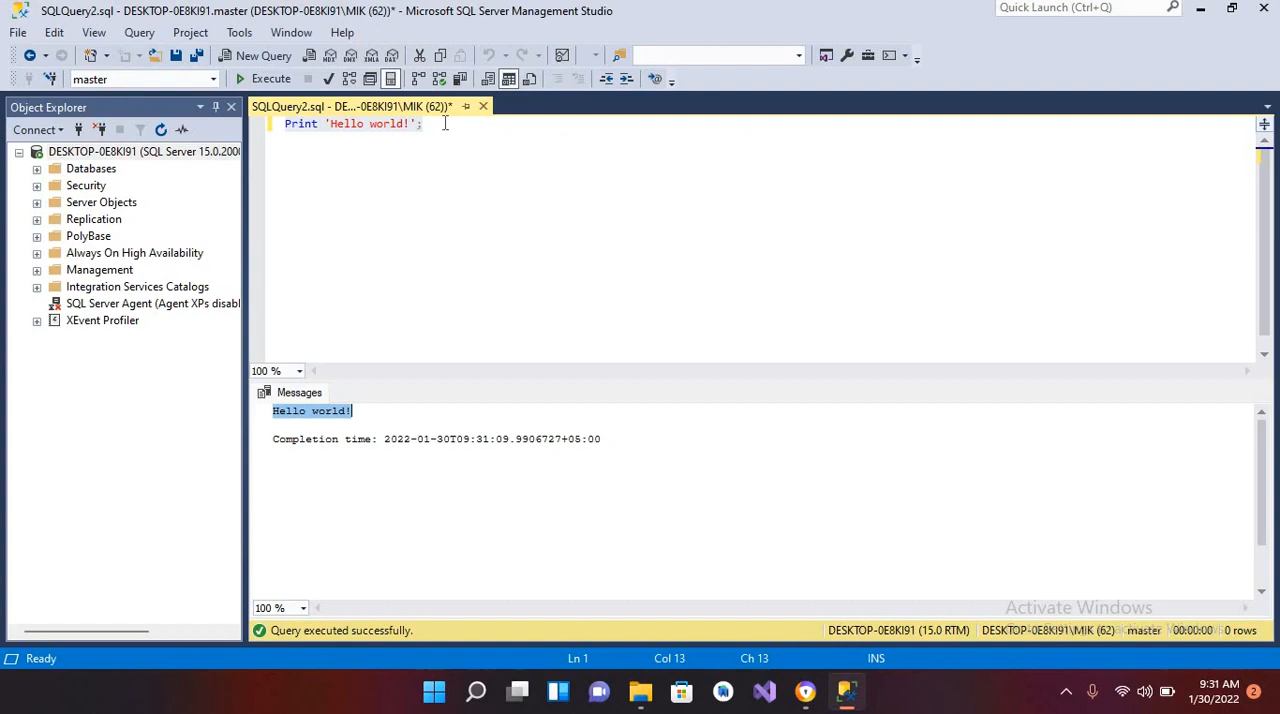 SQLQuery2.sql - DESKTOP-0E8KI91.master (DESKTOP-0E8KI91\MIK (62))* - Microsoft SQL Server Management Studio
Quick Launch (Ctrl+Q)
File Edit View Query Project Tools Window Help
New Query
MDX DMX XMLA DAX
master
Execute
Object Explorer
SQLQuery2.sql - DE...-0E8KI91\MIK (62))*
Connect
Print 'Hello world!';
DESKTOP-0E8KI91 (SQL Server 15.0.2000
Databases
Security
Server Objects
Replication
PolyBase
Always On High Availability
Management
Integration Services Catalogs
SQL Server Agent (Agent XPs disabl
XEvent Profiler
100 %
Messages
Hello world!
Completion time: 2022-01-30T09:31:09.9906727+05:00
100 %
Activate Windows
Query executed successfully.
DESKTOP-0E8KI91 (15.0 RTM) DESKTOP-0E8KI91\MIK (62) master 00:00:00 0 rows
Ready Ln 1 Col 13 Ch 13 INS
9:31 AM
1/30/2022
2